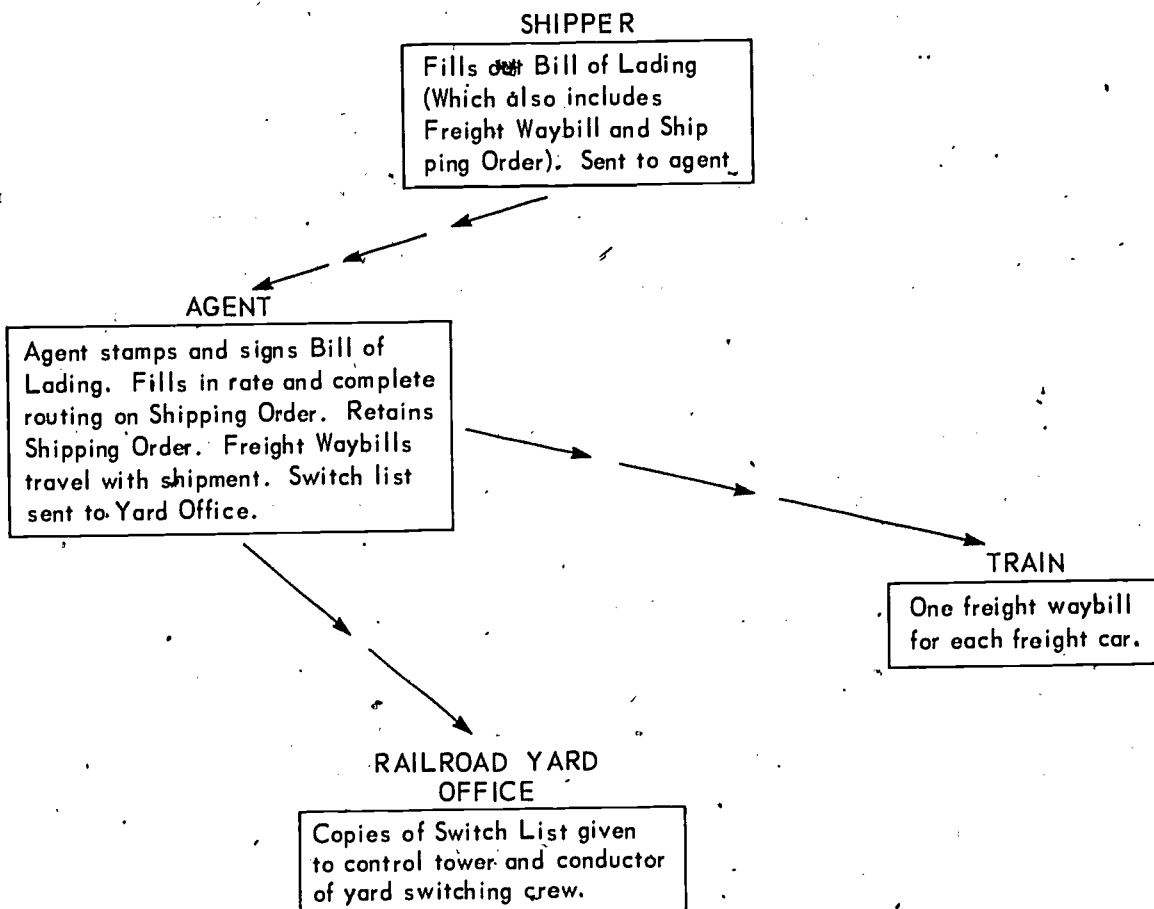 SHIPPER
Fills out Bill of Lading
(Which also includes
Freight Waybill and Ship
ping Order). Sent to agent
AGENT
Agent stamps and signs Bill of
Lading. Fills in rate and complete
routing on Shipping Order. Retains
Shipping Order. Freight Waybills
travel with shipment. Switch list
sent to Yard Office.
TRAIN
One freight waybill
for each freight car.
RAILROAD YARD
OFFICE
Copies of Switch List given
to control tower and conductor
of yard switching crew.